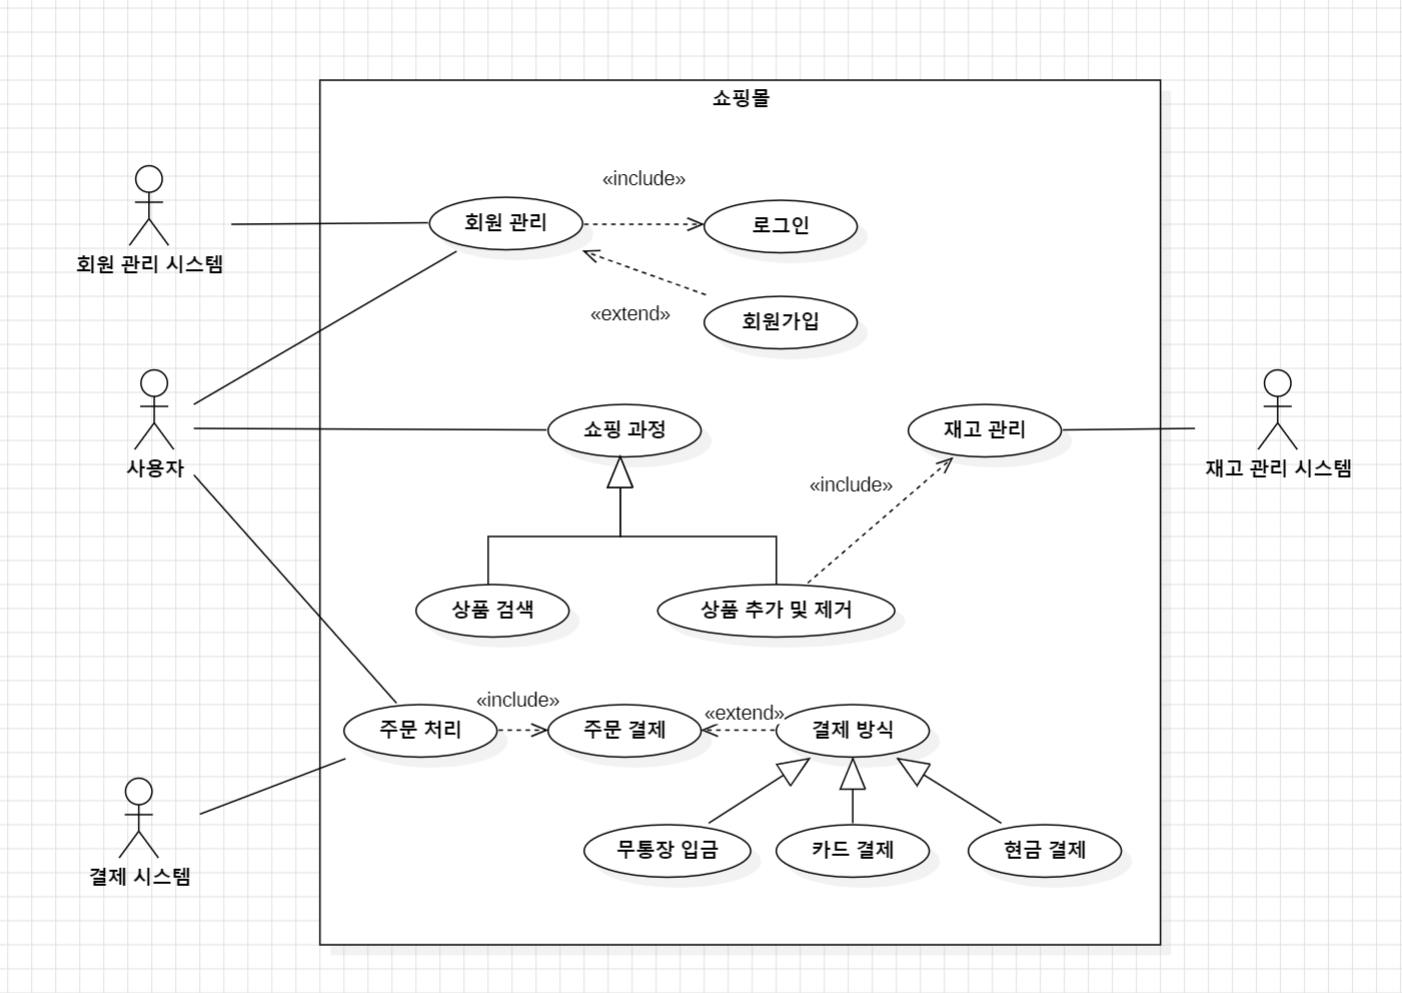 쇼핑몰
«include»
회원 관리
로그인
회원 관리 시스템
«extend»
회원가입
사용자
쇼핑 과정
재고 관리
재고 관리 시스템
«include»
상품 검색
상품 추가 및 제거
«include»
«extend»
주문 처리
주문 결제
결제 방식
무통장 입금
카드 결제
현금 결제
결제 시스템